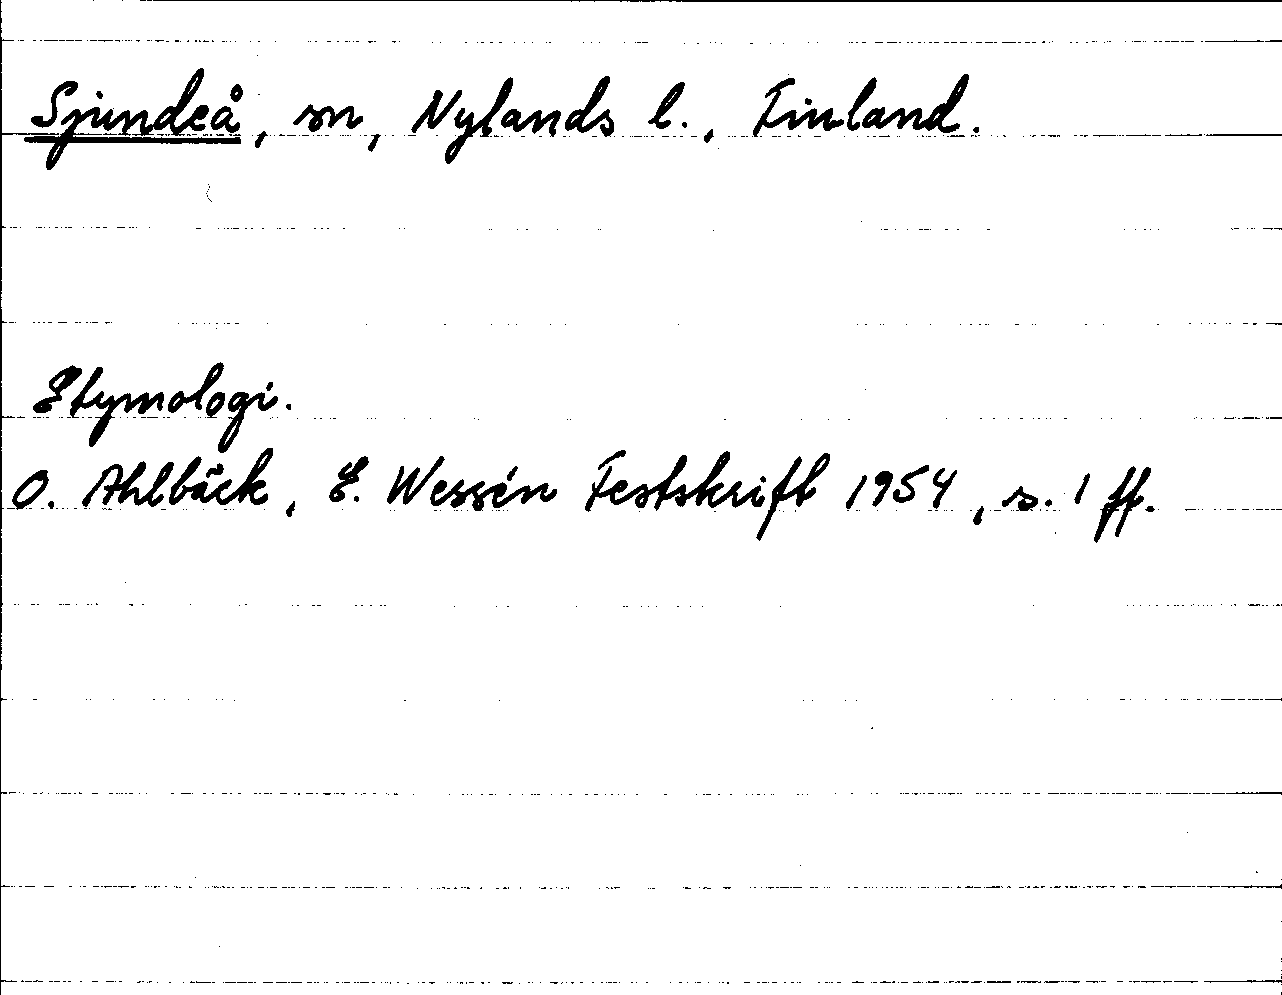 Sjundeå, sn, Nylands l., Finland.
Etymologi.
O. Ahlbäck, E. Wessén Festskrift 1954, s. 1 ff.